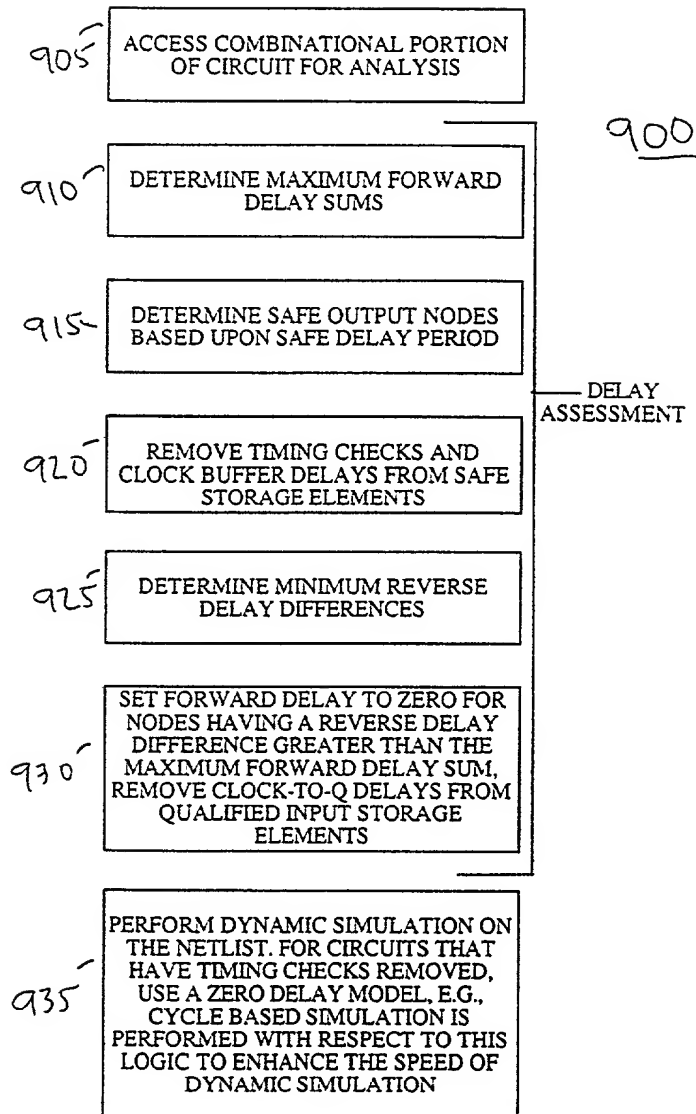 905
ACCESS COMBINATIONAL PORTION
OF CIRCUIT FOR ANALYSIS
900
910
DETERMINE MAXIMUM FORWARD
DELAY SUMS
915
DETERMINE SAFE OUTPUT NODES
BASED UPON SAFE DELAY PERIOD
DELAY
ASSESSMENT
920
REMOVE TIMING CHECKS AND
CLOCK BUFFER DELAYS FROM SAFE
STORAGE ELEMENTS
925
DETERMINE MINIMUM REVERSE
DELAY DIFFERENCES
930
SET FORWARD DELAY TO ZERO FOR
NODES HAVING A REVERSE DELAY
DIFFERENCE GREATER THAN THE
MAXIMUM FORWARD DELAY SUM,
REMOVE CLOCK-TO-Q DELAYS FROM
QUALIFIED INPUT STORAGE
ELEMENTS
935
PERFORM DYNAMIC SIMULATION ON
THE NETLIST. FOR CIRCUITS THAT
HAVE TIMING CHECKS REMOVED,
USE A ZERO DELAY MODEL, E.G.,
CYCLE BASED SIMULATION IS
PERFORMED WITH RESPECT TO THIS
LOGIC TO ENHANCE THE SPEED OF
DYNAMIC SIMULATION